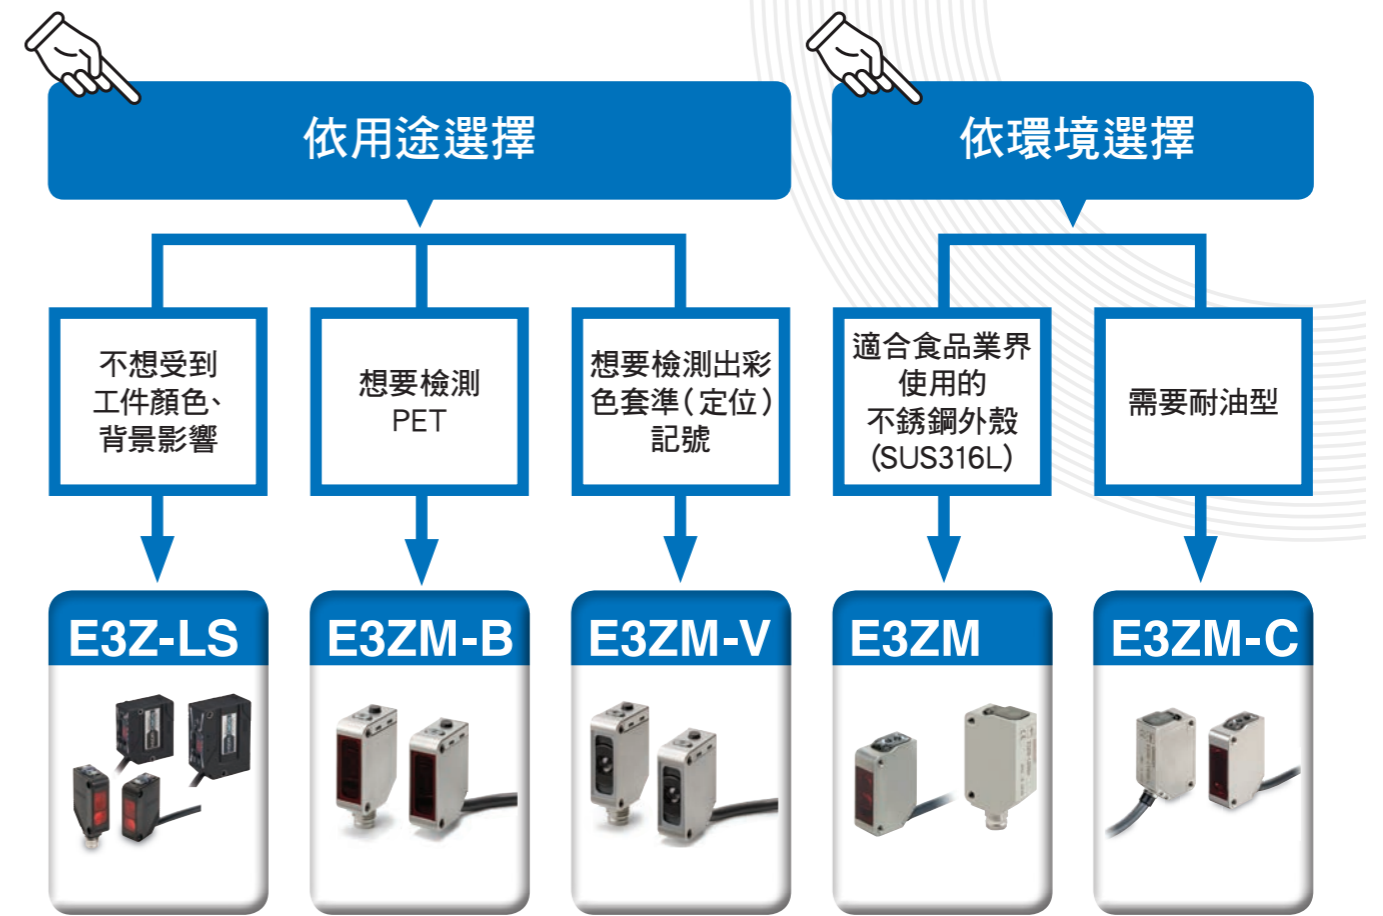 依用途選擇
依環境選擇
不想受到
工件顏色、
背景影響
想要檢測
PET
想要檢測出彩
色套準(定位)
記號
適合食品業界
使用的
不銹鋼外殼
(SUS316L)
需要耐油型
E3Z-LS
E3ZM-B
E3ZM-V
E3ZM
E3ZM-C